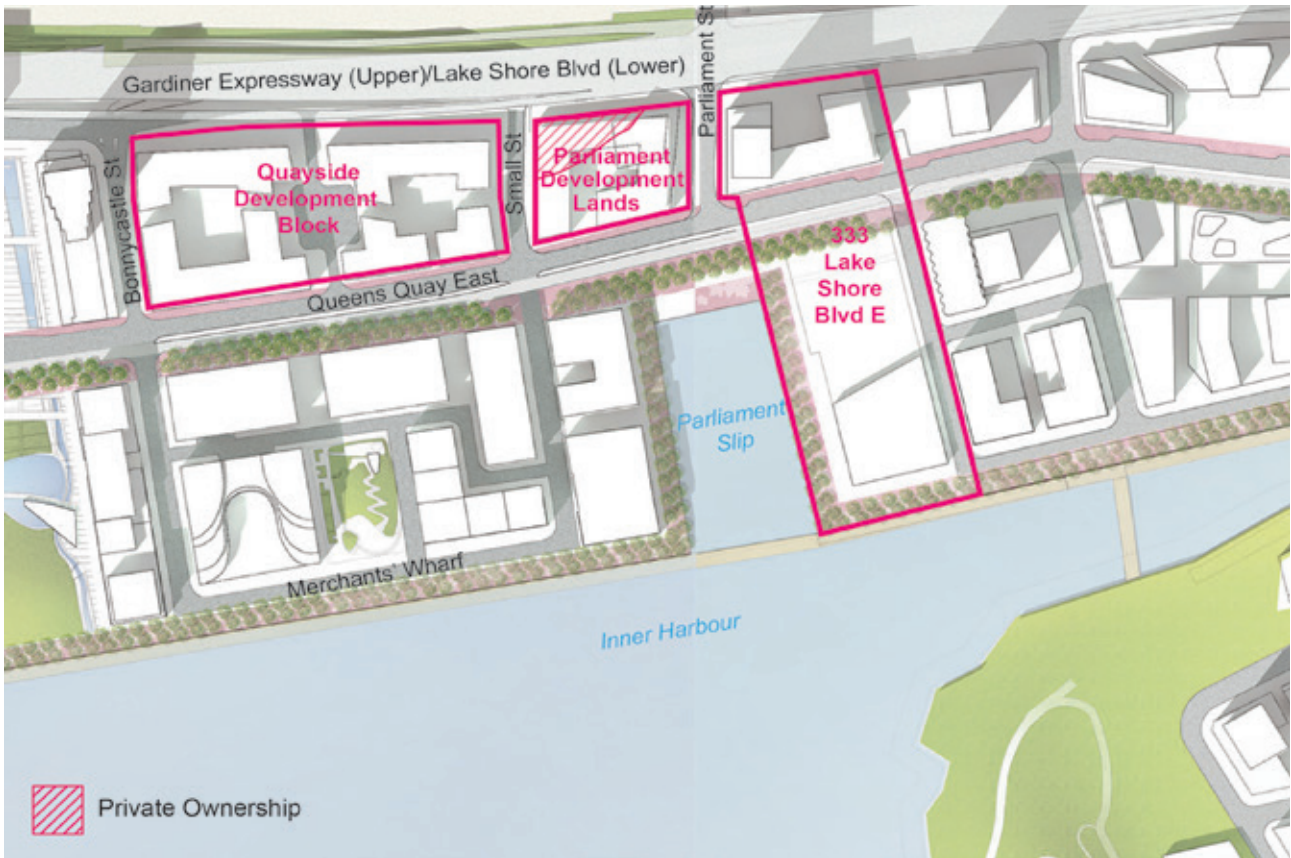 Gardiner Expressway (Upper)/Lake Shore Blvd (Lower)
Parliament St
Bonnycastle St
Quayside
Development
Block
Small St
Parliament
Development
Lands
333
Lake
Shore
Blvd E
Queens Quay East
Parliament
Slip
Merchants' Wharf
Inner Harbour
Private Ownership